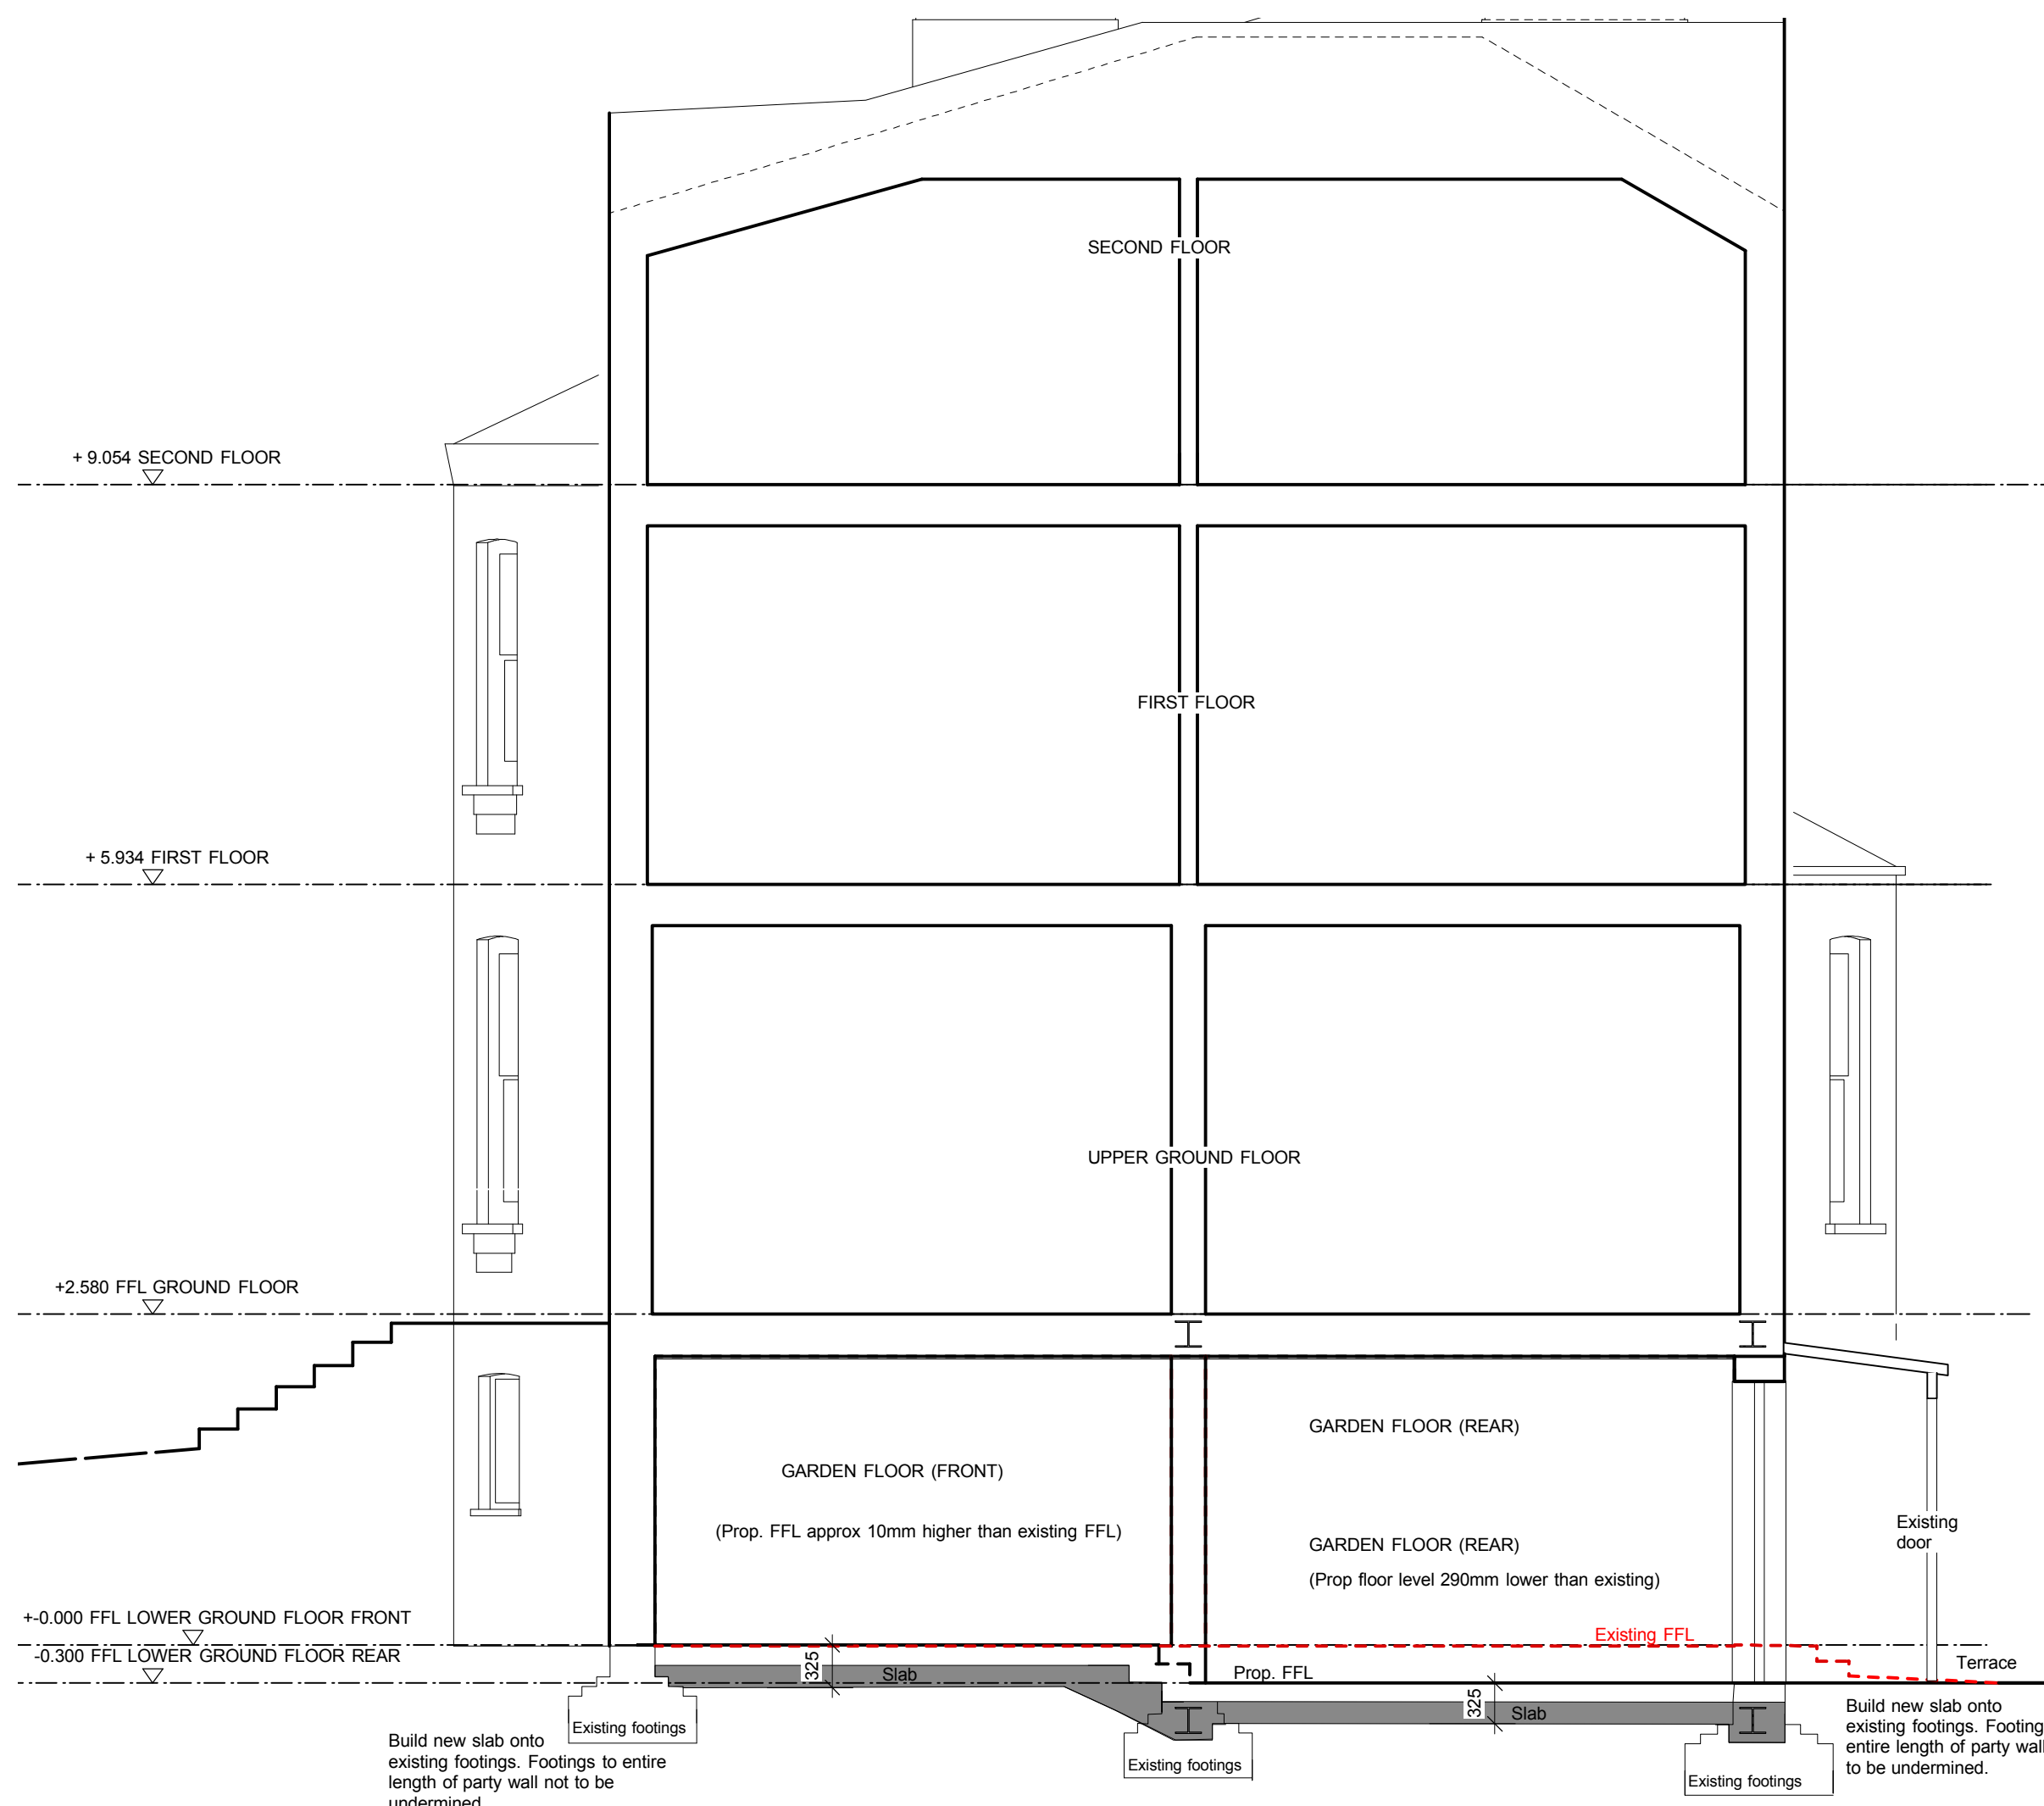 SECOND FLOOR
+ 9.054 SECOND FLOOR
FIRST FLOOR
+ 5.934 FIRST FLOOR
UPPER GROUND FLOOR
+2.580 FFL GROUND FLOOR
GARDEN FLOOR (REAR)
GARDEN FLOOR (FRONT)
(Prop. FFL approx 10mm higher than existing FFL)
GARDEN FLOOR (REAR)
(Prop floor level 290mm lower than existing)
Existing
door
+-0.000 FFL LOWER GROUND FLOOR FRONT
Existing FFL
-0.300 FFL LOWER GROUND FLOOR REAR
Terrace
325
Slab
Prop. FFL
325
Slab
Existing footings
Build new slab onto
existing footings. Footings to entire
length of party wall not to be
undermined
Existing footings
Existing footings
Build new slab onto
existing footings. Footing
entire length of party wall
to be undermined.